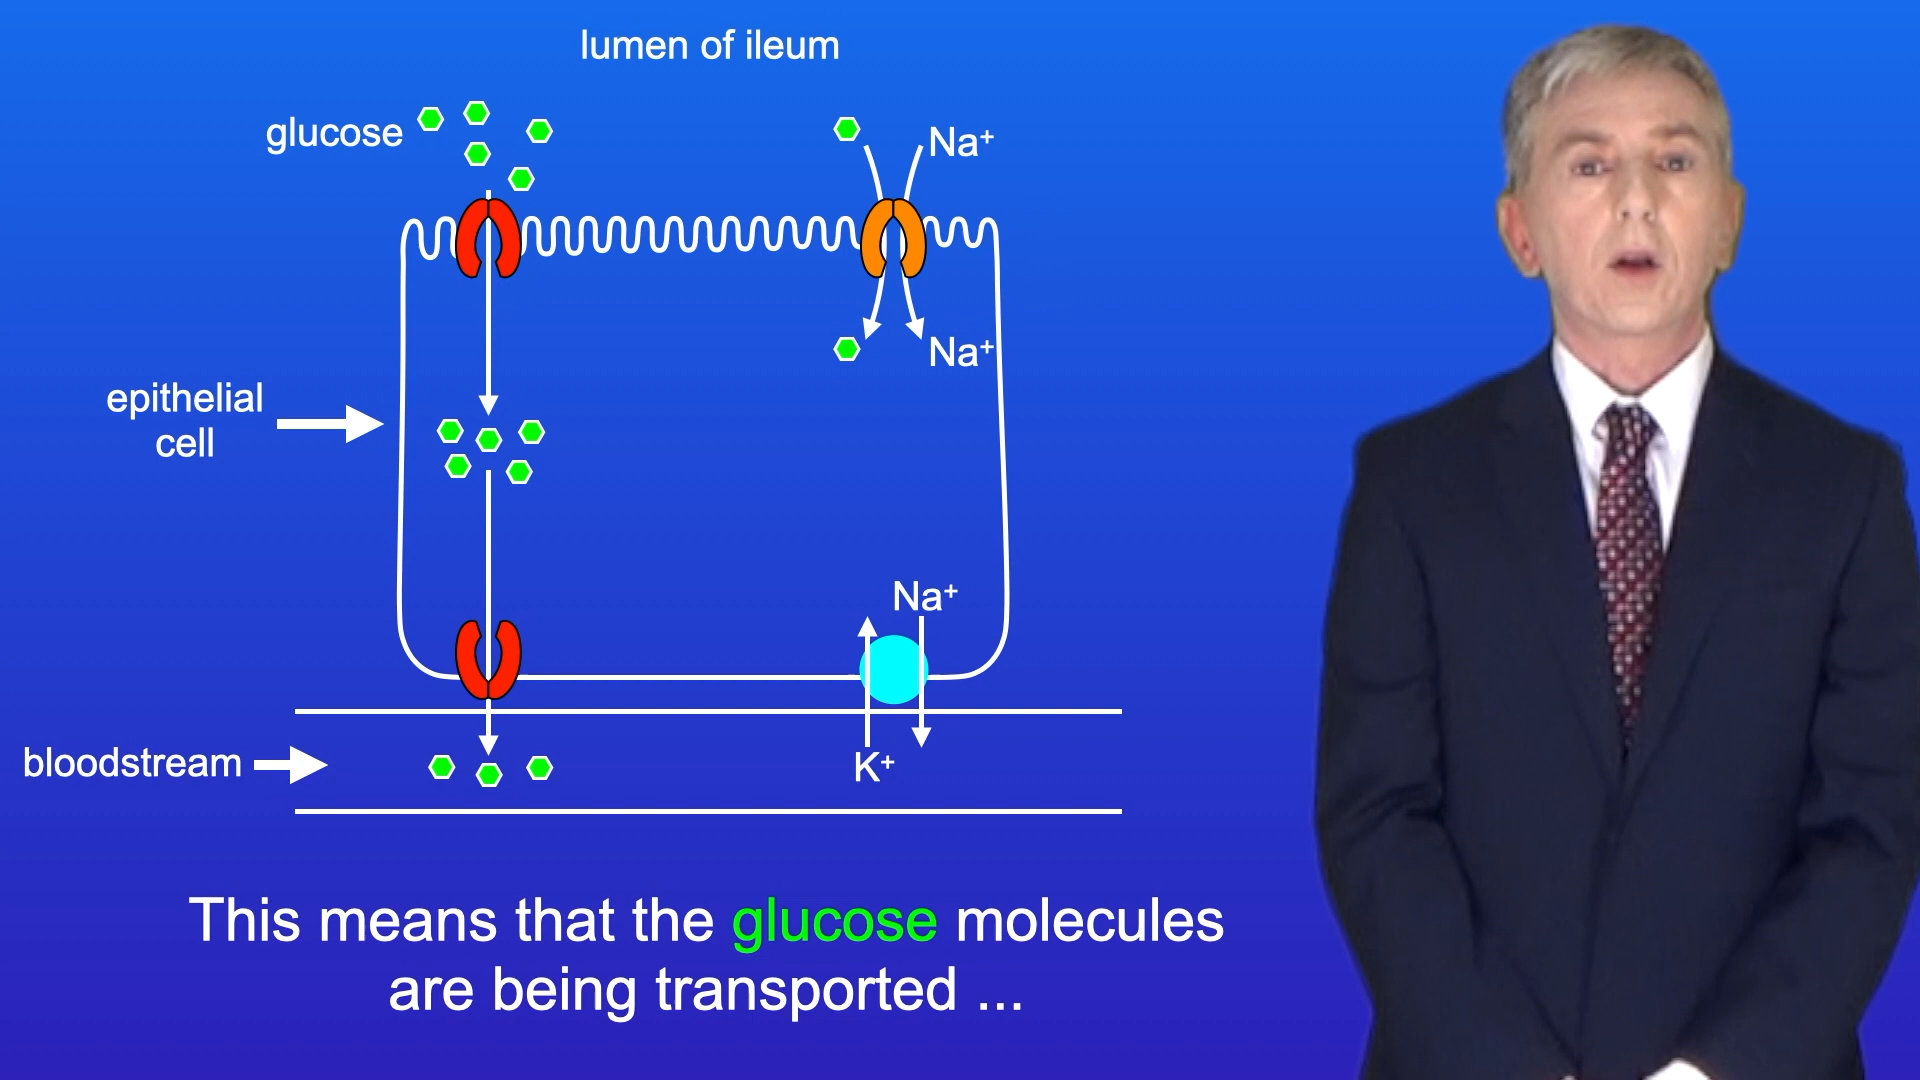 lumen of ileum
glucose
Na⁺
Na⁺
epithelial
cell
Na⁺
bloodstream
K⁺
This means that the glucose molecules
are being transported ...